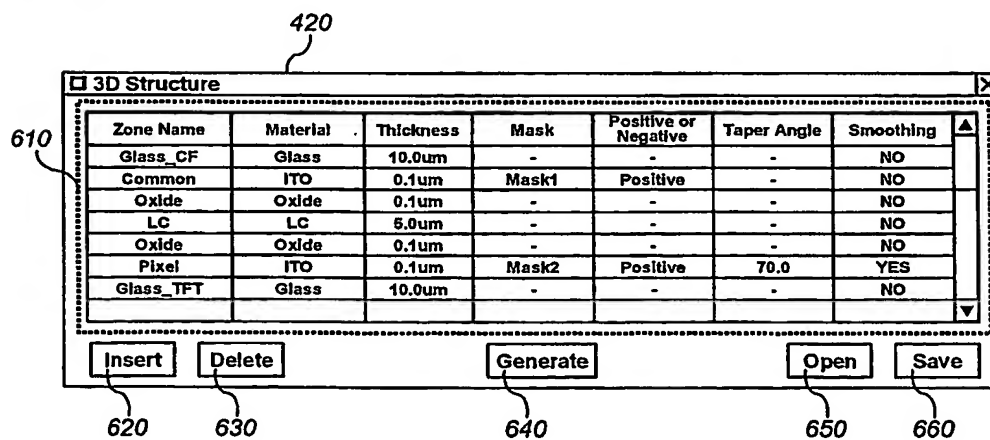 420
3D Structure
610
Zone Name Material Thickness Mask Positive or Negative Taper Angle Smoothing
Glass_CF Glass 10.0um - - - NO
Common ITO 0.1um Mask1 Positive - NO
Oxide Oxide 0.1um - - - NO
LC LC 5.0um - - - NO
Oxide Oxide 0.1um - - - NO
Pixel ITO 0.1um Mask2 Positive 70.0 YES
Glass_TFT Glass 10.0um - - - NO
Insert Delete Generate Open Save
620 630 640 650 660